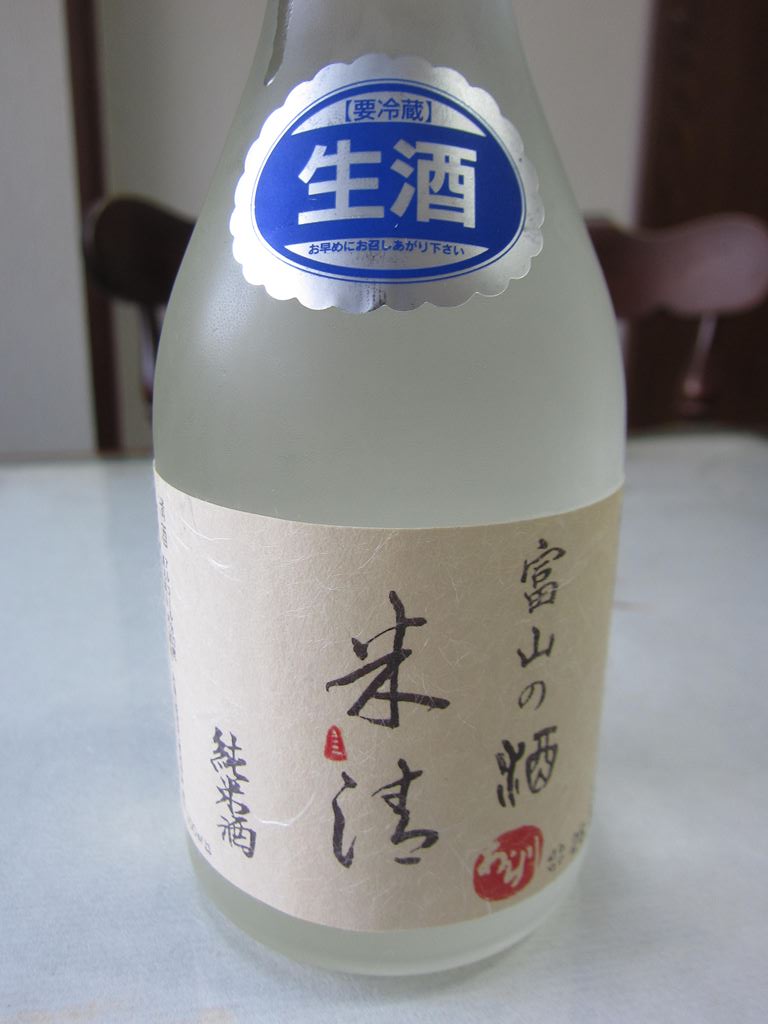 【要冷蔵】
生酒
お早めにお召しあがり下さい
富山の酒
米清
純米酒